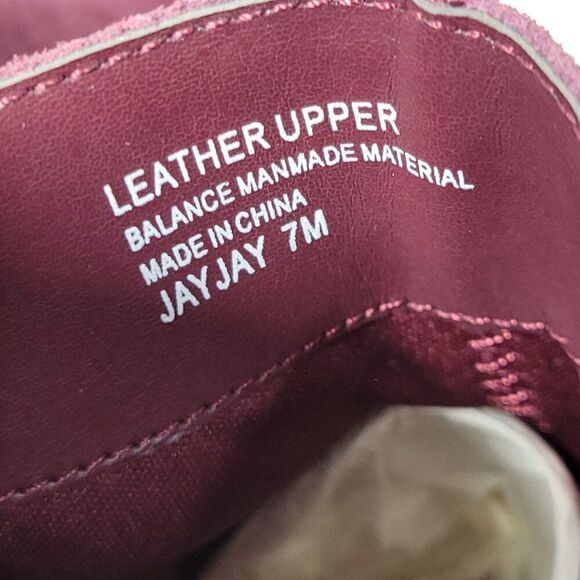 LEATHER UPPER
BALANCE MANMADE MATERIAL
MADE IN CHINA
JAYJAY 7M